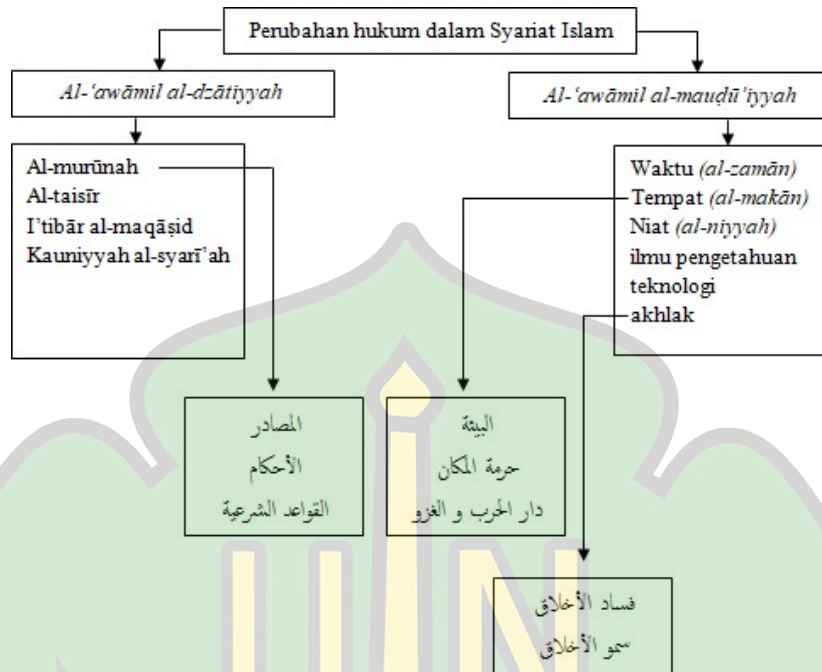 Perubahan hukum dalam Syariat Islam
Al-‘awāmil al-dzātiyyah
Al-‘awāmil al-mauḍū’iyyah
Al-murūnah
Al-taisīr
I’tibār al-maqāṣid
Kauniyyah al-syarī’ah
Waktu (al-zamān)
Tempat (al-makān)
Niat (al-niyyah)
ilmu pengetahuan
teknologi
akhlak
المصادر
الأحكام
القواعد الشرعية
البيئة
حرمة المكان
دار الحرب و الغزو
فساد الأخلاق
سمو الأخلاق